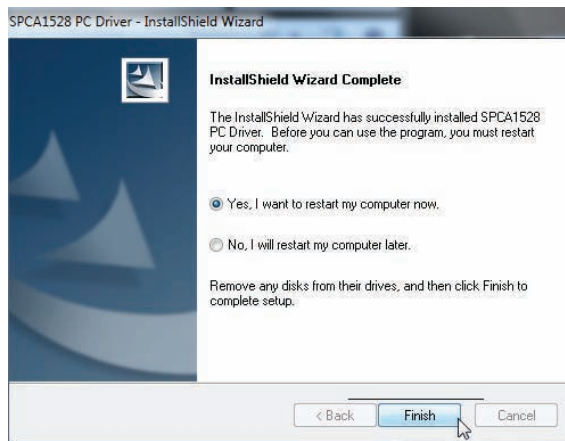 SPCA1528 PC Driver - InstallShield Wizard
InstallShield Wizard Complete
The InstallShield Wizard has successfully installed SPCA1528
PC Driver. Before you can use the program, you must restart
your computer.
Yes, I want to restart my computer now.
No, I will restart my computer later.
Remove any disks from their drives, and then click Finish to
complete setup.
< Back
Finish
Cancel